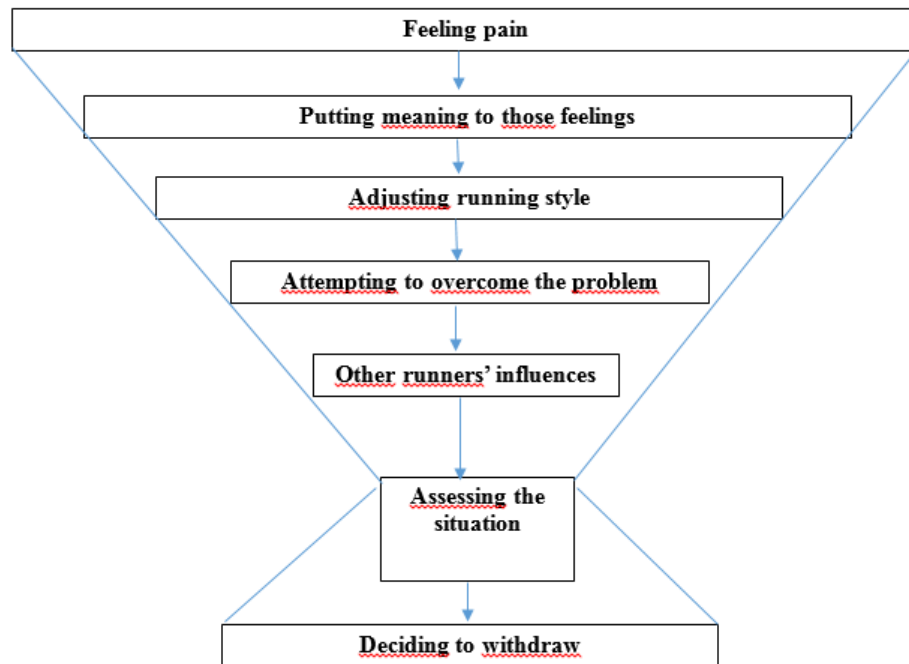 Feeling pain
Putting meaning to those feelings
Adjusting running style
Attempting to overcome the problem
Other runners’ influences
Assessing the
situation
Deciding to withdraw